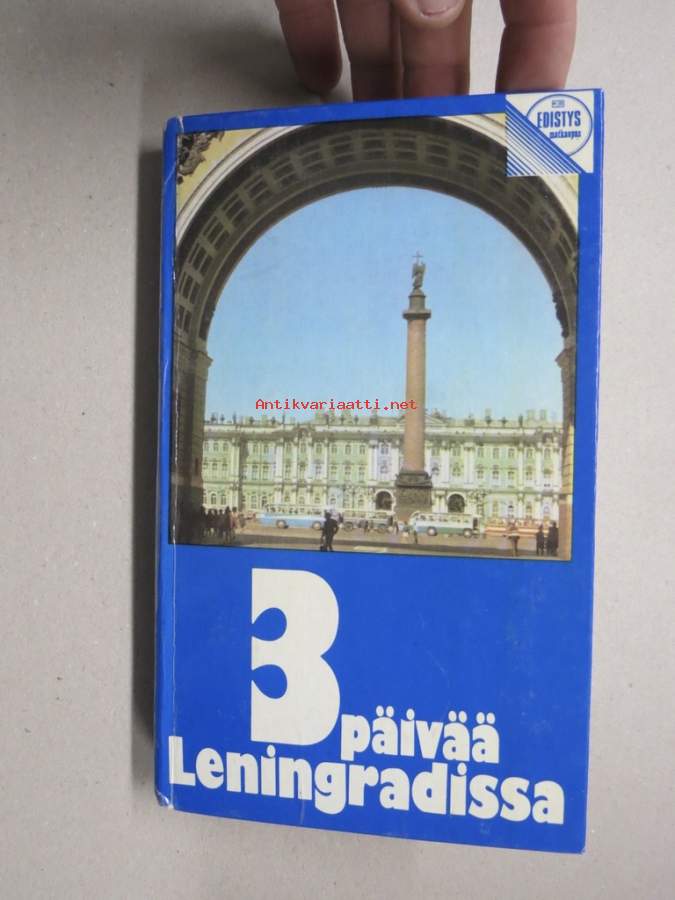 EDISTYS
matkaopas
Antikvariaatti.net
3 päivää
Leningradissa